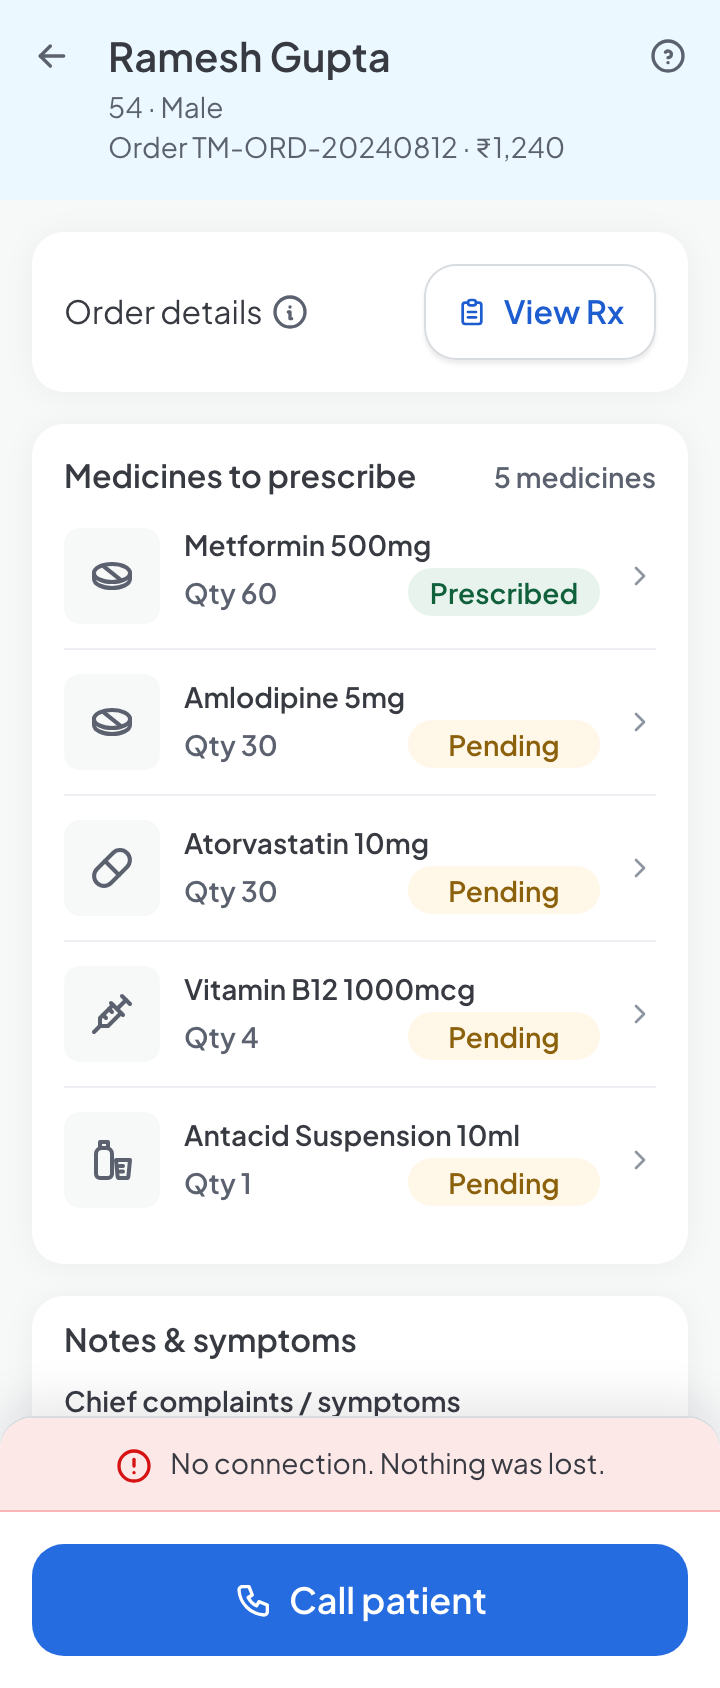 Ramesh Gupta
54 · Male
Order TM-ORD-20240812 · ₹1,240
Order details
View Rx
Medicines to prescribe
5 medicines
Metformin 500mg
Qty 60
Prescribed
Amlodipine 5mg
Qty 30
Pending
Atorvastatin 10mg
Qty 30
Pending
Vitamin B12 1000mcg
Qty 4
Pending
Antacid Suspension 10ml
Qty 1
Pending
Notes & symptoms
Chief complaints / symptoms
No connection. Nothing was lost.
Call patient